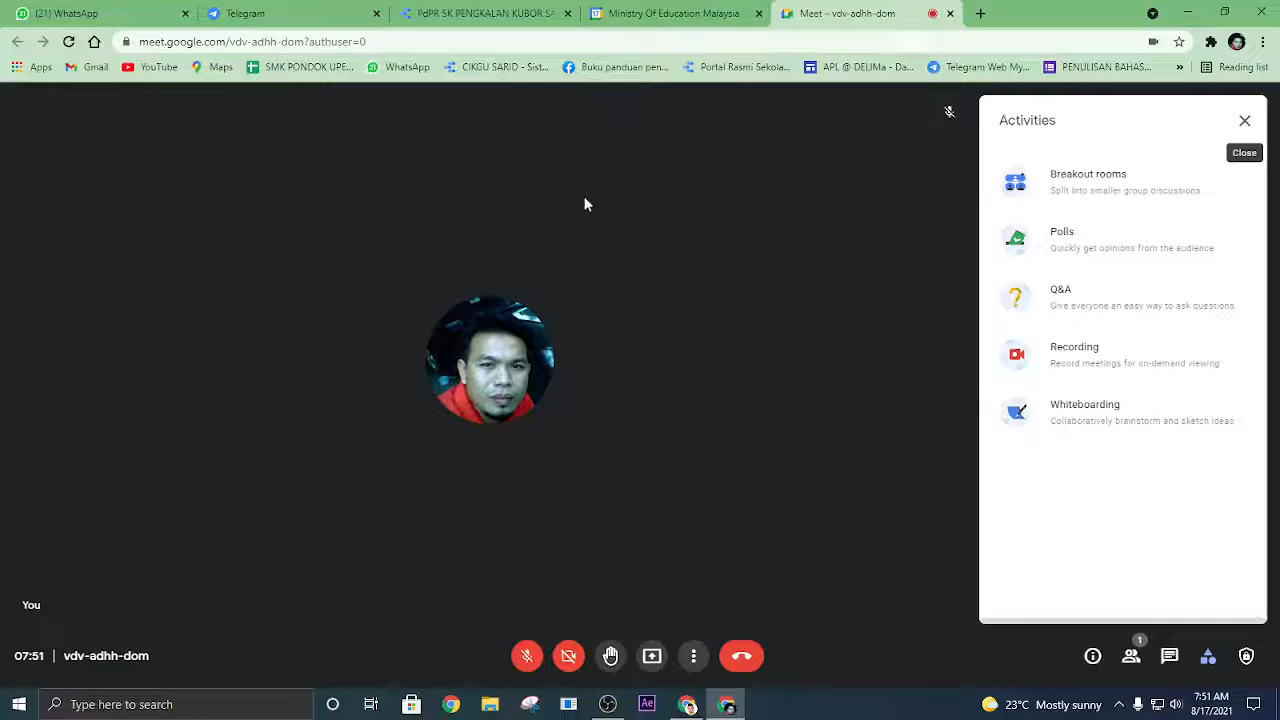 (21) WhatsApp
Telegram
PdPR SK PENGKALAN KUBOR SA
Ministry Of Education Malaysia
Meet – vdv-adhh-dom
meet.google.com/vdv-adhh-dom?authuser=0
Apps
Gmail
YouTube
Maps
SMK PONDOK UPE...
WhatsApp
CIKGU SABTU - Sist...
Buku panduan pen...
Portal Rasmi Sekola...
APL @ DELIMa - Da...
Telegram Web My...
PENULISAN BAHAS...
»
Reading list
Activities
Close
Breakout rooms
Split into smaller group discussions
Polls
Quickly get opinions from the audience
Q&A
Give everyone an easy way to ask questions
Recording
Record meetings for on-demand viewing
Whiteboarding
Collaboratively brainstorm and sketch ideas
You
07:51 | vdv-adhh-dom
1
Type here to search
Ae
23°C Mostly sunny
7:51 AM
8/17/2021